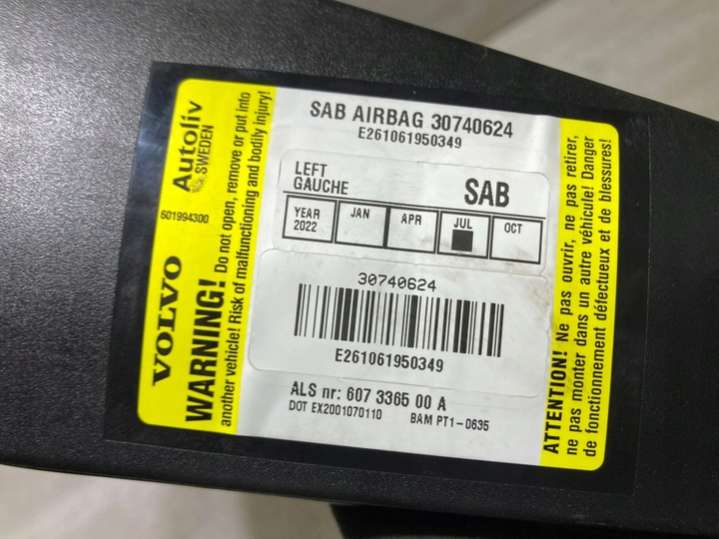 VOLVO
601994300
Autoliv
SWEDEN
WARNING! Do not open, remove or put into
another vehicle! Risk of malfunctioning and bodily injury!
SAB AIRBAG 30740624
E261061950349
LEFT
GAUCHE
SAB
YEAR
2022
JAN
APR
JUL
OCT
30740624
E261061950349
ALS nr: 607 3365 00 A
DOT EX2001070110 BAM PT1-0635
ATTENTION! Ne pas ouvrir, ne pas retirer,
ne pas monter dans un autre véhicule! Danger
de fonctionnement défectueux et de blessures!